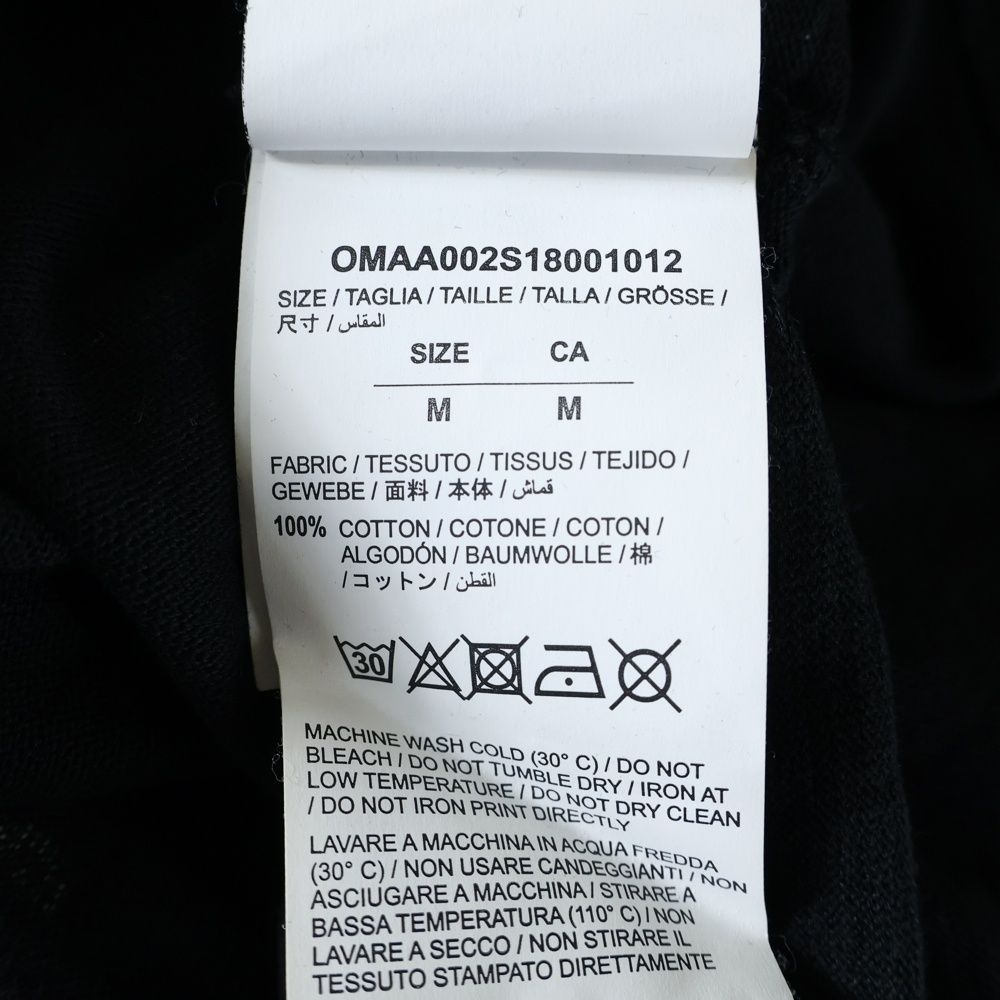 OMAA002S18001012
SIZE / TAGLIA / TAILLE / TALLA / GRÖSSE /
尺寸 / المقاس
SIZE CA
M M
FABRIC / TESSUTO / TISSUS / TEJIDO /
GEWEBE / 面料 / 本体 / قماش
100% COTTON / COTONE / COTON /
ALGODÓN / BAUMWOLLE / 棉
/ コットン / القطن
30
MACHINE WASH COLD (30° C) / DO NOT
BLEACH / DO NOT TUMBLE DRY / IRON AT
LOW TEMPERATURE / DO NOT DRY CLEAN
/ DO NOT IRON PRINT DIRECTLY
LAVARE A MACCHINA IN ACQUA FREDDA
(30° C) / NON USARE CANDEGGIANTI / NON
ASCIUGARE A MACCHINA / STIRARE A
BASSA TEMPERATURA (110° C) / NON
LAVARE A SECCO / NON STIRARE IL
TESSUTO STAMPATO DIRETTAMENTE